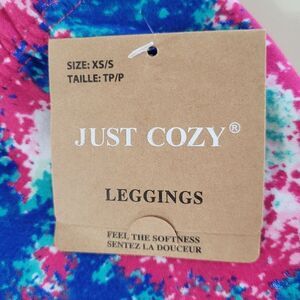 SIZE: XS/S
TAILLE: TP/P
JUST COZY®
LEGGINGS
FEEL THE SOFTNESS
SENTEZ LA DOUCEUR